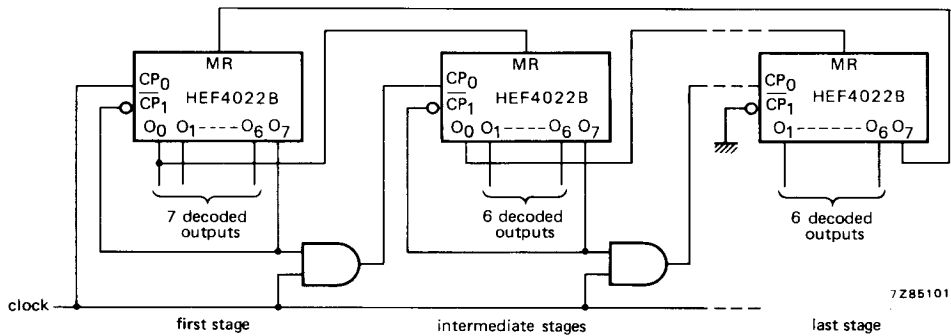 MR
CP0
CP1
HEF4022B
O0 O1 ----- O6 O7
7 decoded
outputs
MR
CP0
CP1
HEF4022B
O0 O1 ------ O6 O7
6 decoded
outputs
MR
CP0
CP1
HEF4022B
O1 -------- O6 O7
6 decoded
outputs
clock
7Z85101
first stage
intermediate stages
last stage